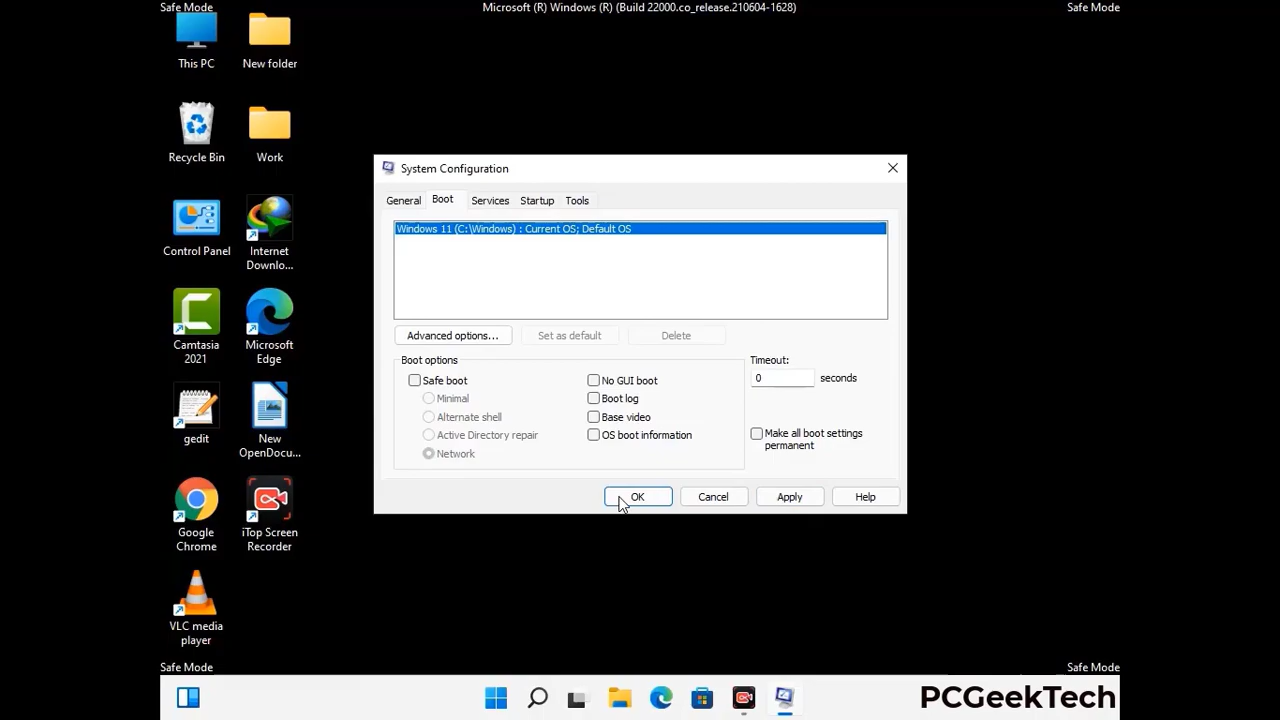 Safe Mode
Microsoft (R) Windows (R) (Build 22000.co_release.210604-1628)
Safe Mode
This PC
New folder
Recycle Bin
Work
Control Panel
Internet
Downlo...
Camtasia
2021
Microsoft
Edge
gedit
New
OpenDocu...
Google
Chrome
iTop Screen
Recorder
VLC media
player
System Configuration
General
Boot
Services
Startup
Tools
Windows 11 (C:\Windows) : Current OS; Default OS
Advanced options...
Set as default
Delete
Boot options
Safe boot
Minimal
Alternate shell
Active Directory repair
Network
No GUI boot
Boot log
Base video
OS boot information
Timeout:
0 seconds
Make all boot settings
permanent
OK
Cancel
Apply
Help
Safe Mode
Safe Mode
PCGeekTech